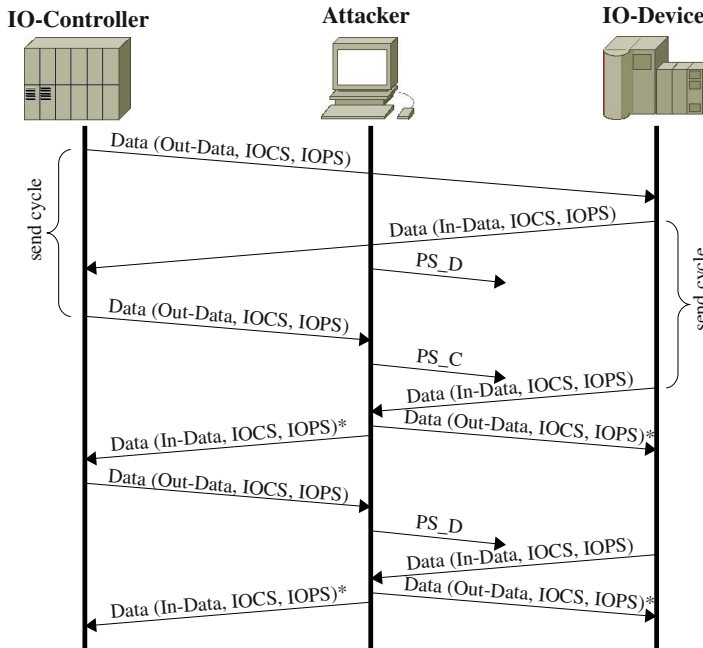 IO-Controller
Attacker
IO-Device
Data (Out-Data, IOCS, IOPS)
send cycle
Data (In-Data, IOCS, IOPS)
PS_D
send cycle
Data (Out-Data, IOCS, IOPS)
PS_C
Data (In-Data, IOCS, IOPS)
Data (Out-Data, IOCS, IOPS)*
Data (In-Data, IOCS, IOPS)*
Data (Out-Data, IOCS, IOPS)
PS_D
Data (In-Data, IOCS, IOPS)
Data (Out-Data, IOCS, IOPS)*
Data (In-Data, IOCS, IOPS)*